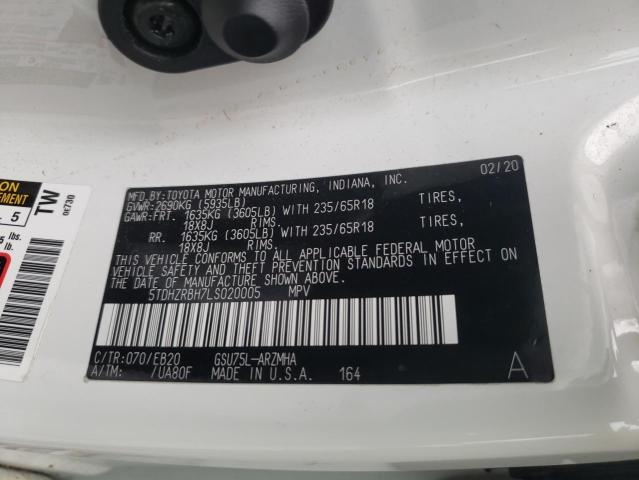 MFD.BY:TOYOTA MOTOR MANUFACTURING, INDIANA, INC. 02/20
GVWR:2690KG (5935LB)
GAWR:FRT. 1635KG (3605LB) WITH 235/65R18 TIRES,
18X8J RIMS.
RR. 1635KG (3605LB) WITH 235/65R18 TIRES,
18X8J RIMS.
THIS VEHICLE CONFORMS TO ALL APPLICABLE FEDERAL MOTOR
VEHICLE SAFETY AND THEFT PREVENTION STANDARDS IN EFFECT ON
THE DATE OF MANUFACTURE SHOWN ABOVE.
5TDHZRBH7LS020005 MPV
C/TR:070/EB20 GSU75L-ARZMHA
A/TM: /UA80F MADE IN U.S.A. 164 A
TW
5
lbs.
lb.